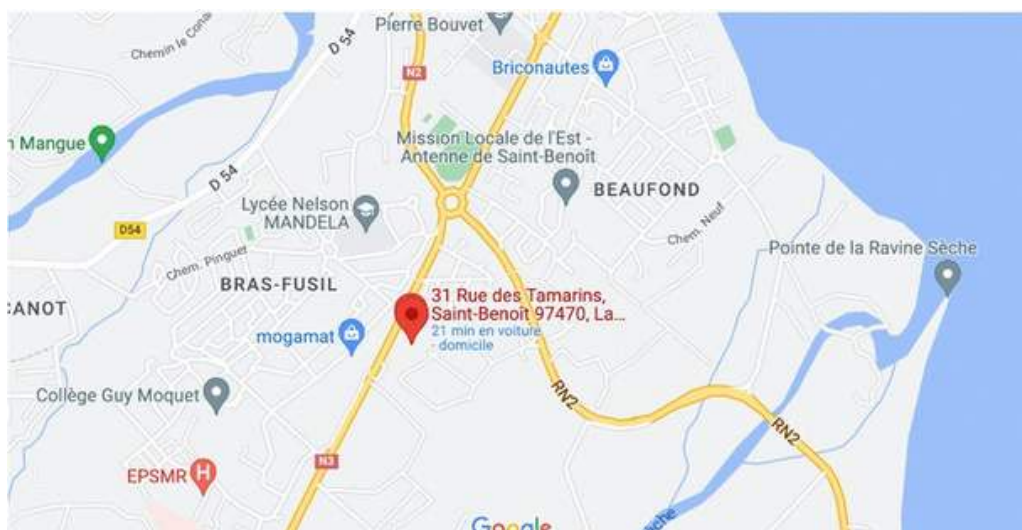 Pierre Bouvet
Chemin le Conar
D 54
N2
Briconautes
n Mangue
Mission Locale de l'Est -
Antenne de Saint-Benoît
D 54
BEAUFOND
Lycée Nelson
MANDELA
D54
Chem. Neuf
Chem. Pinguet
Pointe de la Ravine Sèche
BRAS-FUSIL
CANOT
31 Rue des Tamarins,
Saint-Benoît 97470, La...
21 min en voiture
- domicile
mogamat
Collège Guy Moquet
RN2
RN2
N3
EPSMR
H
Google